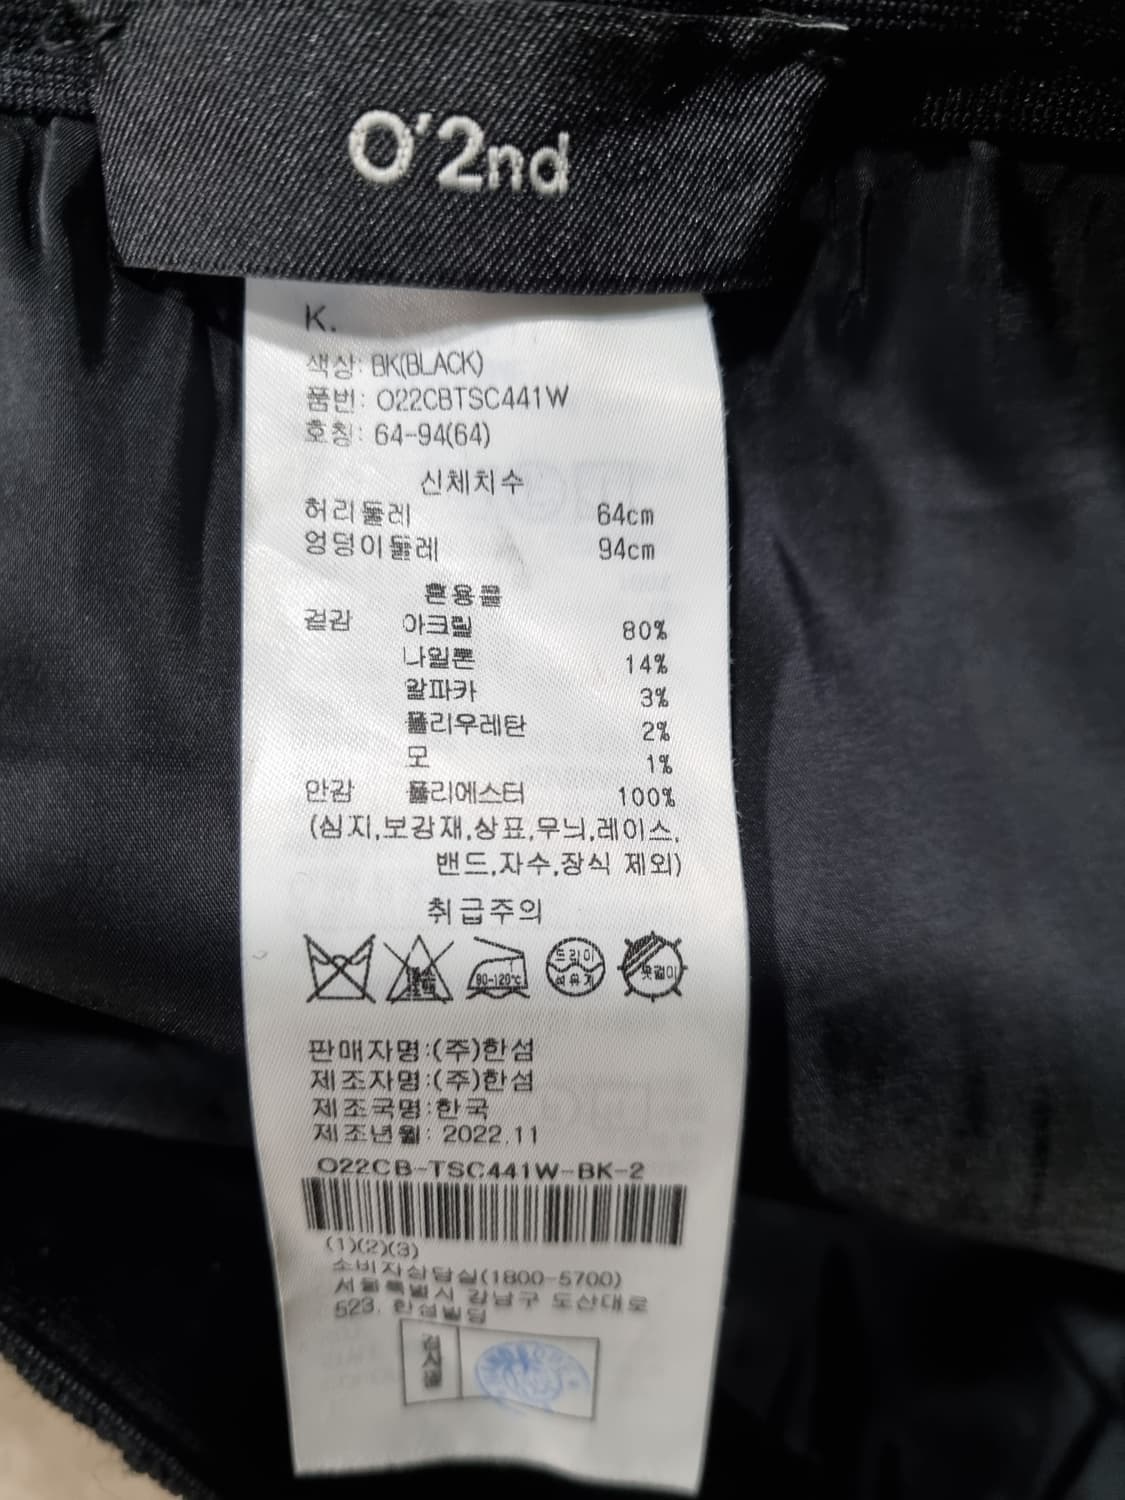 O'2nd
K.
색상: BK(BLACK)
품번: O22CBTSC441W
호칭: 64-94(64)
신체치수
허리둘레 64cm
엉덩이둘레 94cm
혼용률
겉감 아크릴 80%
나일론 14%
알파카 3%
폴리우레탄 2%
모 1%
안감 폴리에스터 100%
(심지,보강재,상표,무늬,레이스,
밴드,자수,장식 제외)
취급주의
80-120℃ 드라이 석유계 옷걸이
판매자명:(주)한섬
제조자명:(주)한섬
제조국명:한국
제조년월: 2022.11
O22CB-TSC441W-BK-2
(1)(2)(3)
소비자상담실(1800-5700)
서울특별시 강남구 도산대로
523, 한섬빌딩
검사필